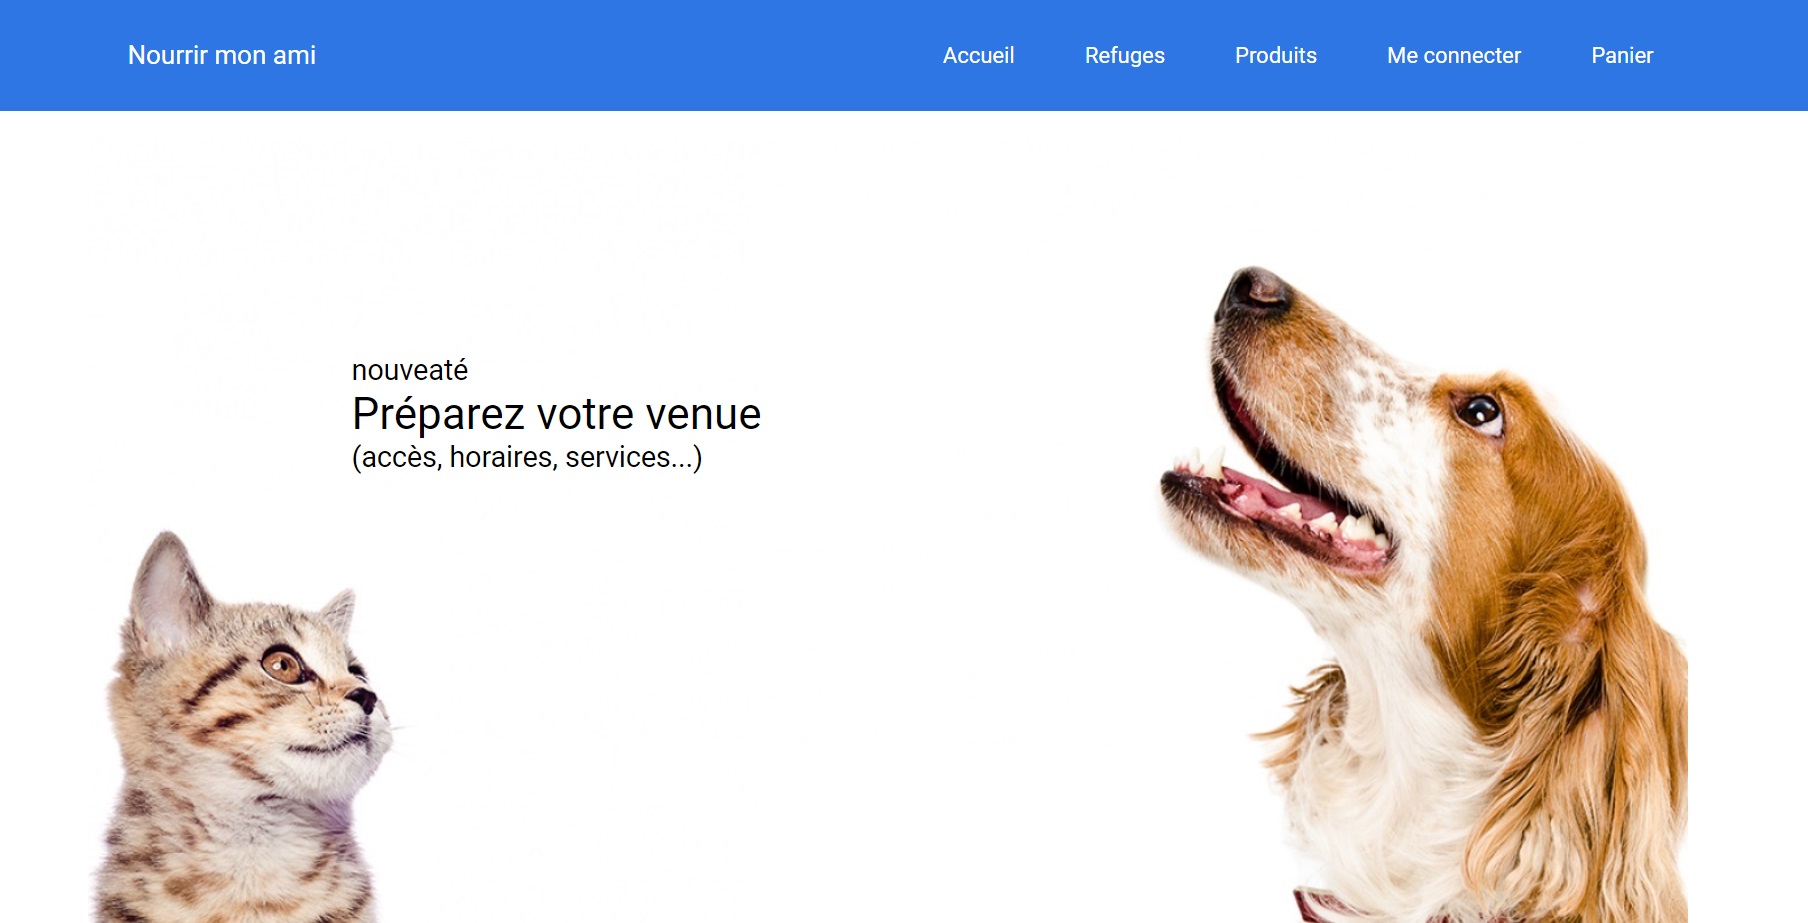 Nourrir mon ami
Accueil Refuges Produits Me connecter Panier
nouveaté
Préparez votre venue
(accès, horaires, services...)